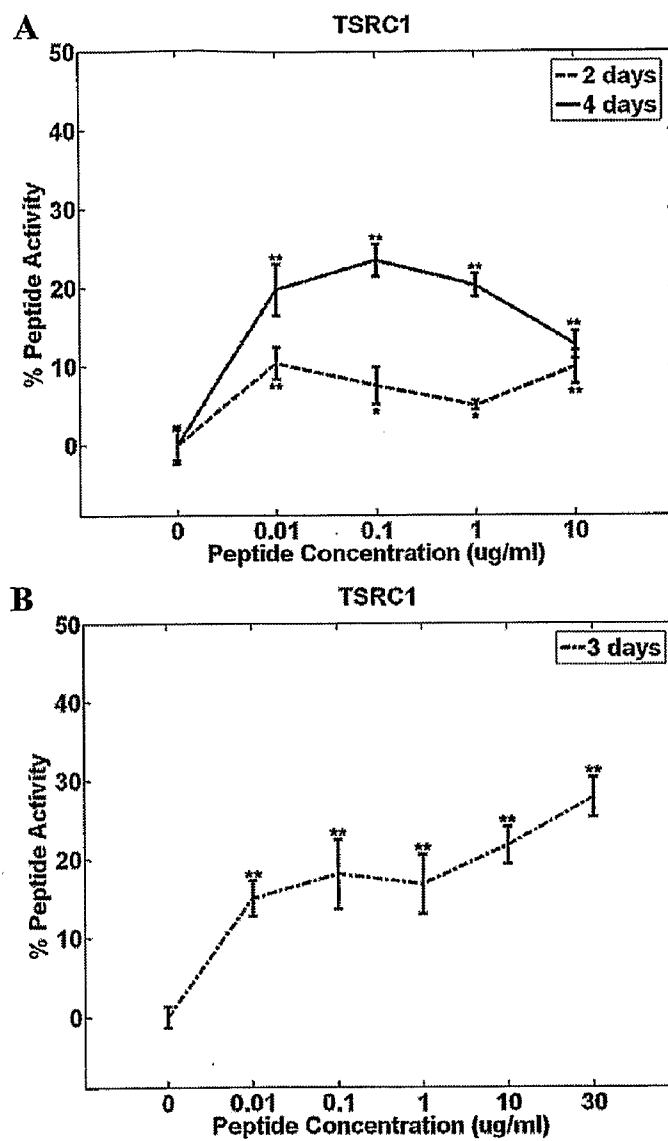 A
TSRC1
50
40
30
20
10
0
% Peptide Activity
2 days
4 days
**
**
**
**
**
*
*
**
0 0.01 0.1 1 10
Peptide Concentration (ug/ml)
B
TSRC1
50
40
30
20
10
0
% Peptide Activity
3 days
**
**
**
**
**
0 0.01 0.1 1 10 30
Peptide Concentration (ug/ml)